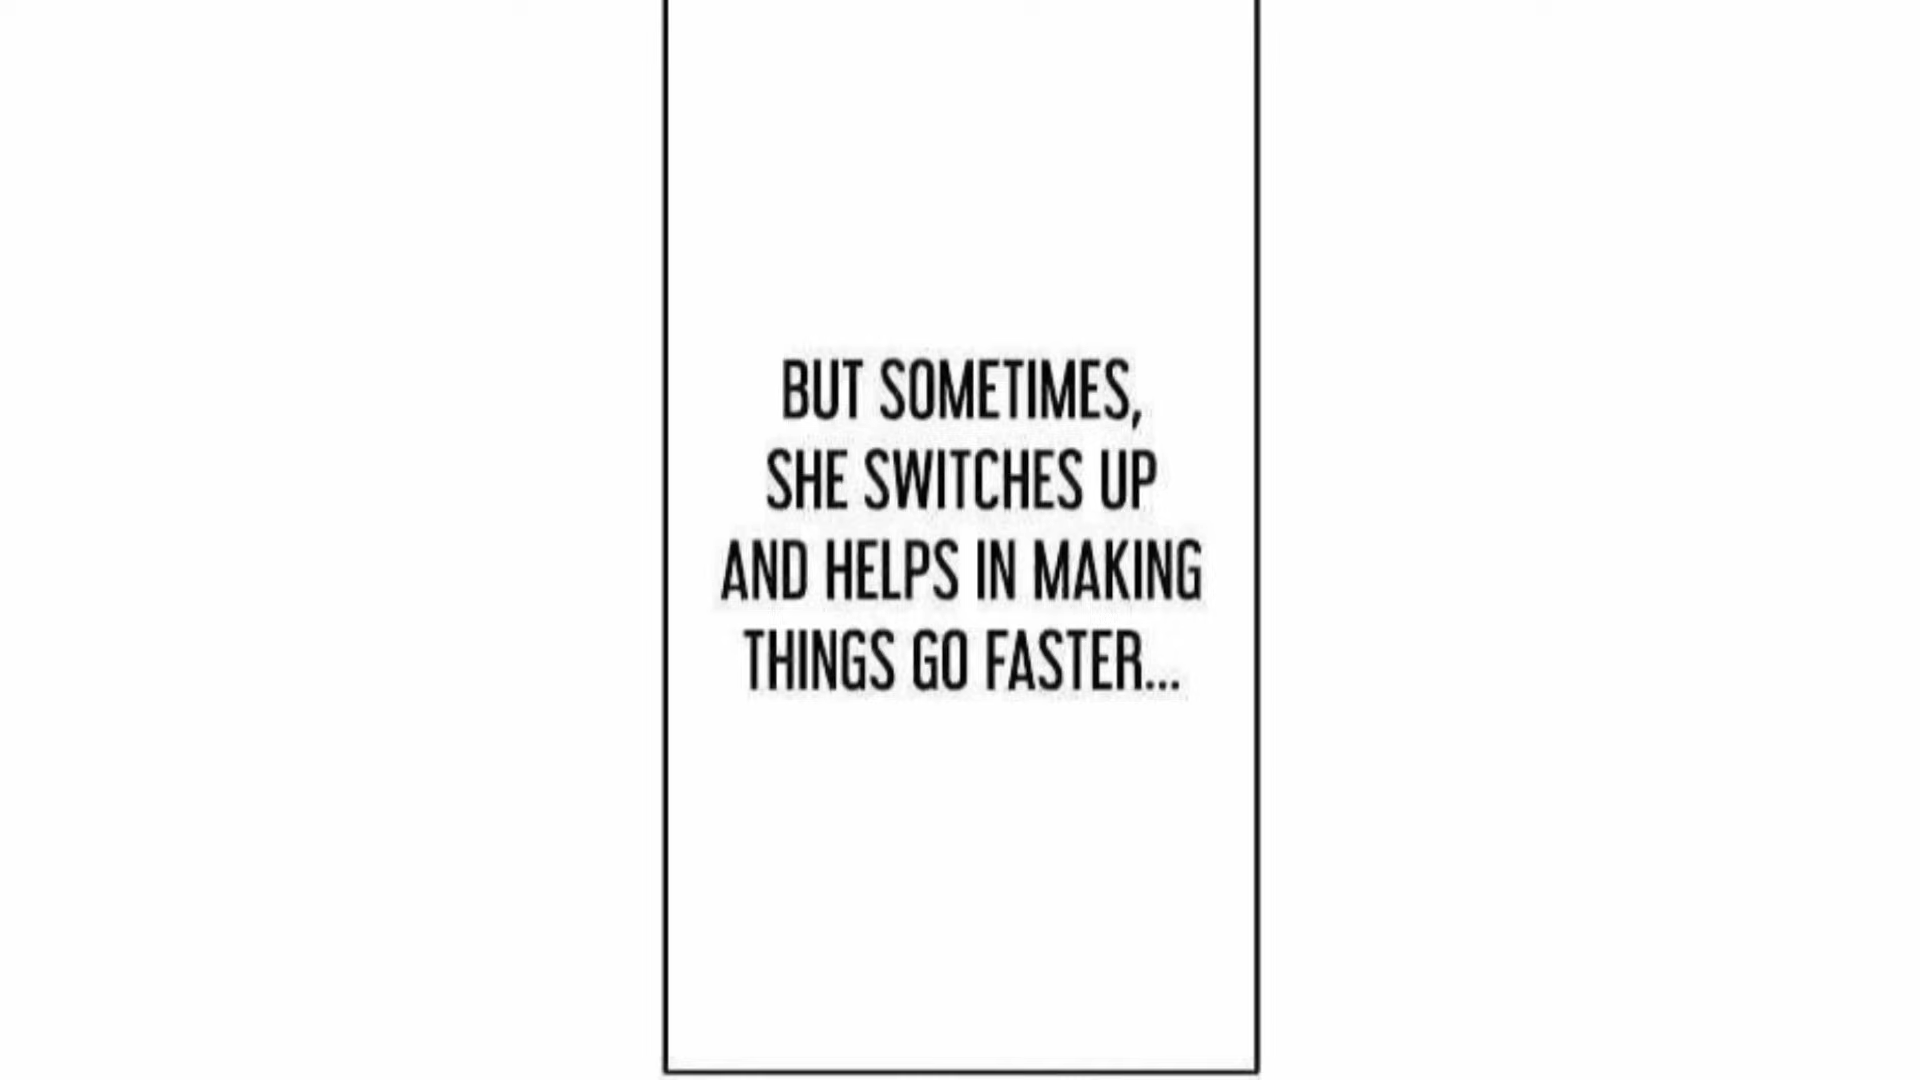 BUT SOMETIMES,
SHE SWITCHES UP
AND HELPS IN MAKING
THINGS GO FASTER...